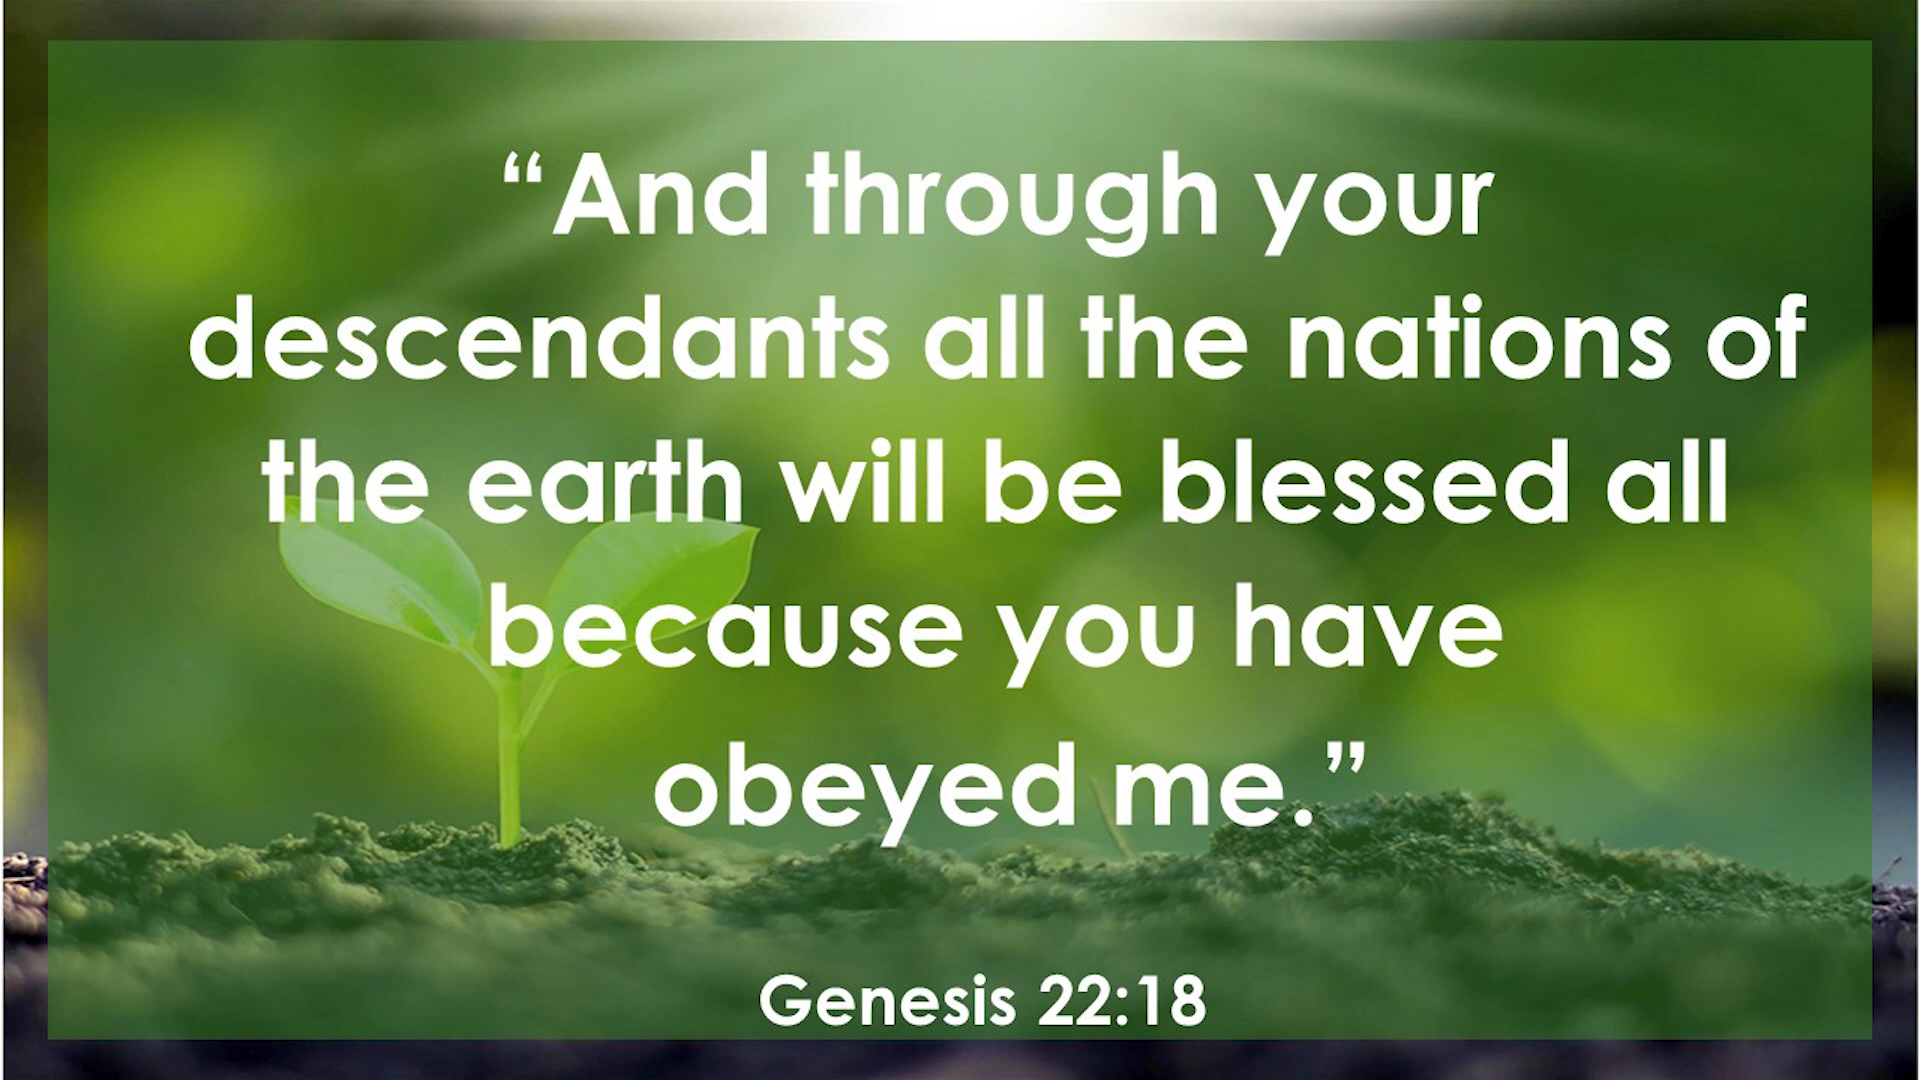 “And through your
descendants all the nations of
the earth will be blessed all
because you have
obeyed me.”
Genesis 22:18